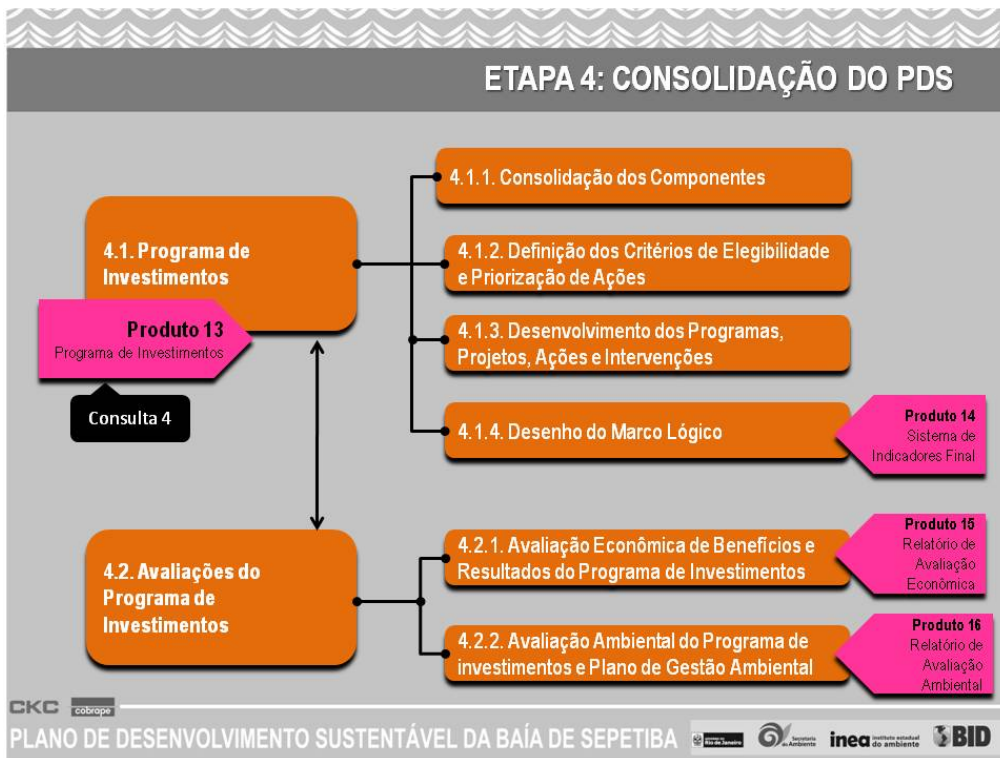 ETAPA 4: CONSOLIDAÇÃO DO PDS
4.1. Programa de
Investimentos
Produto 13
Programa de Investimentos
Consulta 4
4.1.1. Consolidação dos Componentes
4.1.2. Definição dos Critérios de Elegibilidade
e Priorização de Ações
4.1.3. Desenvolvimento dos Programas,
Projetos, Ações e Intervenções
4.1.4. Desenho do Marco Lógico
Produto 14
Sistema de
Indicadores Final
4.2. Avaliações do
Programa de
Investimentos
4.2.1. Avaliação Econômica de Benefícios e
Resultados do Programa de Investimentos
Produto 15
Relatório de
Avaliação
Econômica
4.2.2. Avaliação Ambiental do Programa de
investimentos e Plano de Gestão Ambiental
Produto 16
Relatório de
Avaliação
Ambiental
CKC cobrape
PLANO DE DESENVOLVIMENTO SUSTENTÁVEL DA BAÍA DE SEPETIBA
Rio de Janeiro
Secretaria
do Ambiente
inea instituto estadual
do ambiente
BID